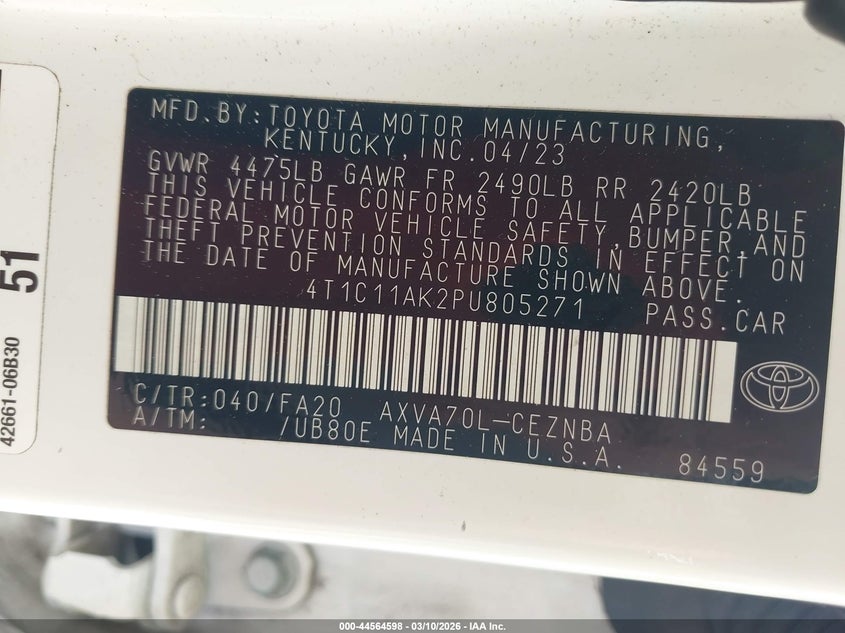 MFD.BY:TOYOTA MOTOR MANUFACTURING,
KENTUCKY,INC.04/23
GVWR 4475LB GAWR FR 2490LB RR 2420LB
THIS VEHICLE CONFORMS TO ALL APPLICABLE
FEDERAL MOTOR VEHICLE SAFETY,BUMPER,AND
THEFT PREVENTION STANDARDS IN EFFECT ON
THE DATE OF MANUFACTURE SHOWN ABOVE.
4T1C11AK2PU805271 PASS.CAR
C/TR:040/FA20 AXVA70L-CEZNBA
A/TM: /UB80E MADE IN U.S.A. 84559
51
42661-06B30
000-44564598 - 03/10/2026 - IAA Inc.